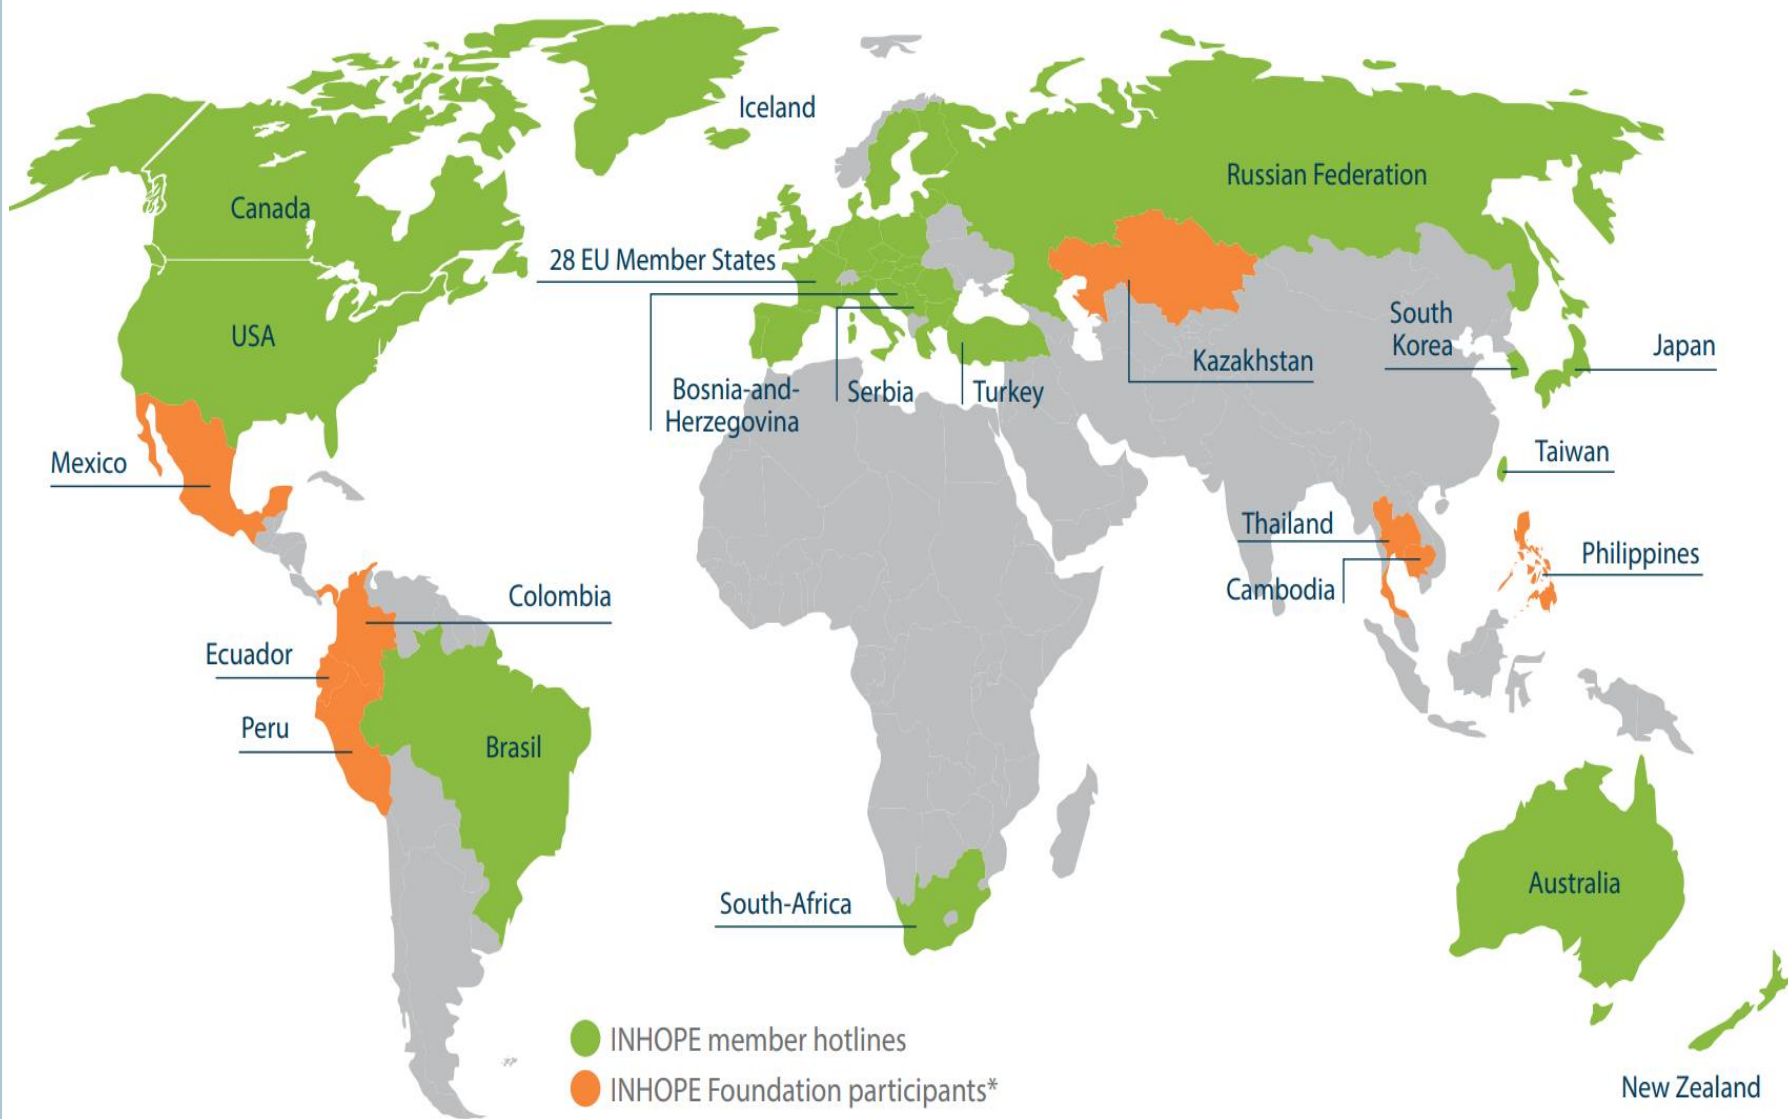 Iceland
Russian Federation
Canada
28 EU Member States
USA
South
Korea
Japan
Kazakhstan
Bosnia-and-
Herzegovina
Serbia
Turkey
Mexico
Taiwan
Thailand
Philippines
Cambodia
Colombia
Ecuador
Peru
Brasil
Australia
South-Africa
INHOPE member hotlines
INHOPE Foundation participants*
New Zealand